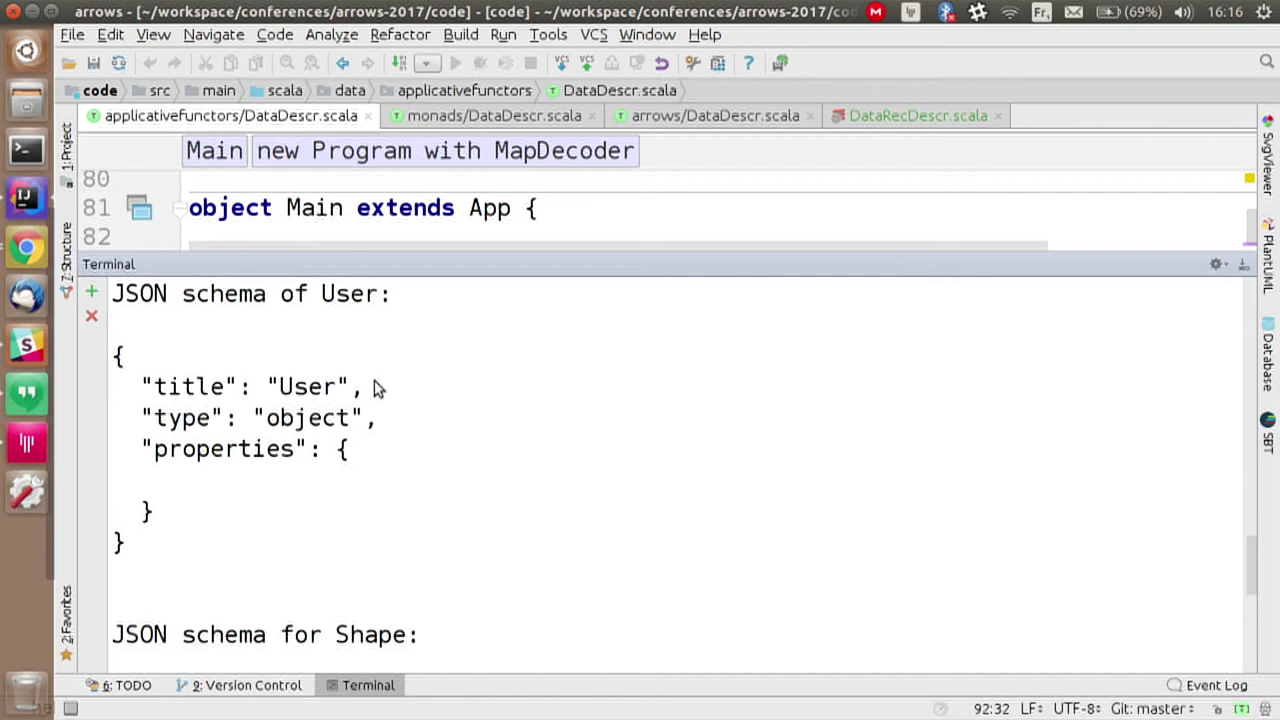 arrows - [~/workspace/conferences/arrows-2017/code] - [code] - ~/workspace/conferences/arrows-2017/code
Fr 
(69%) 16:16
File Edit View Navigate Code Analyze Refactor Build Run Tools VCS Window Help
code src main scala data applicativefunctors DataDescr.scala
applicativefunctors/DataDescr.scala monads/DataDescr.scala arrows/DataDescr.scala DataRecDescr.scala
Main new Program with MapDecoder
80
81 object Main extends App {
82
Terminal
JSON schema of User:
{
"title": "User",
"type": "object",
"properties": {
}
}
JSON schema for Shape:
1: Project
7: Structure
2: Favorites
SvgViewer
PlantUML
Database
SBT
6: TODO 9: Version Control Terminal Event Log
92:32 LF UTF-8 Git: master